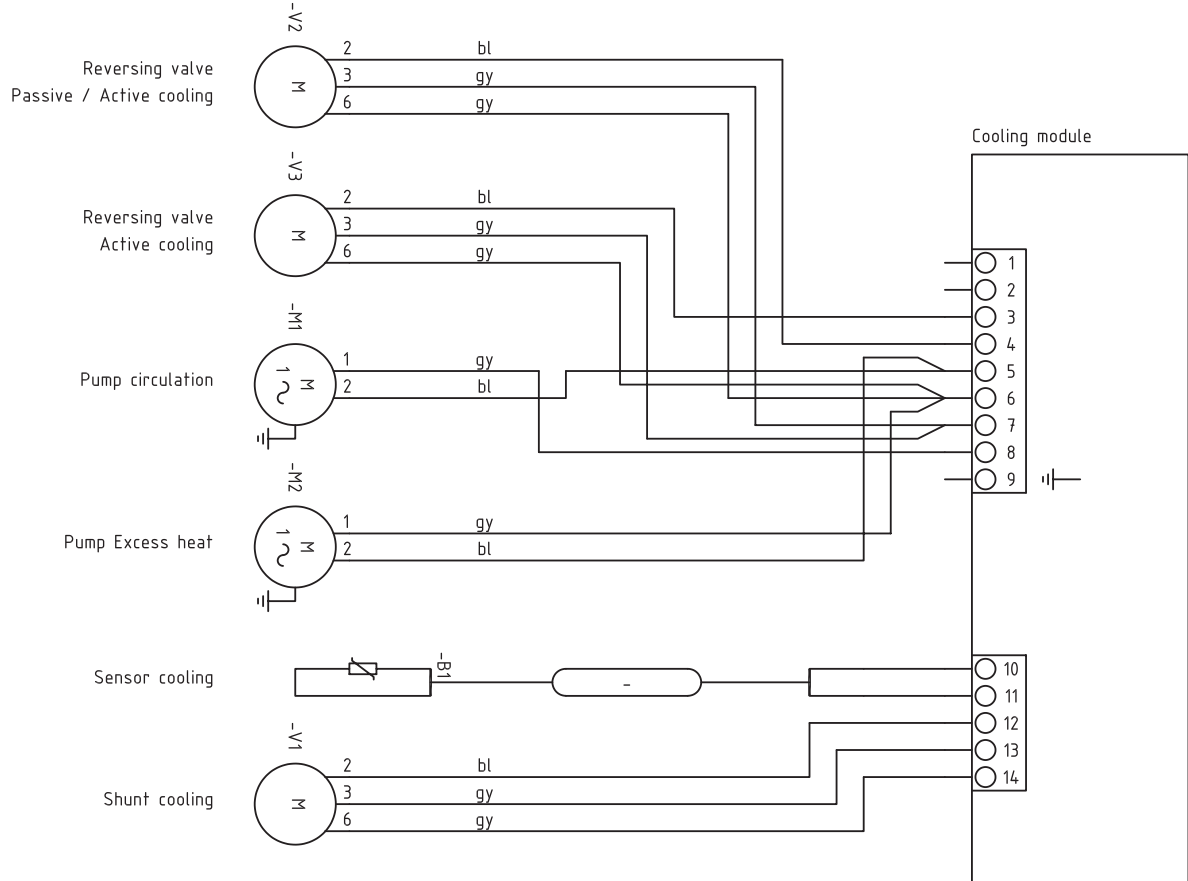 -V2
Reversing valve
Passive / Active cooling
M
2 bl
3 gy
6 gy
Cooling module
-V3
Reversing valve
Active cooling
M
2 bl
3 gy
6 gy
1
2
3
4
5
6
7
8
9
-M1
Pump circulation
M
1
1 gy
2 bl
-M2
Pump Excess heat
M
1
1 gy
2 bl
Sensor cooling
-B1
-
10
11
12
13
14
-V1
Shunt cooling
M
2 bl
3 gy
6 gy